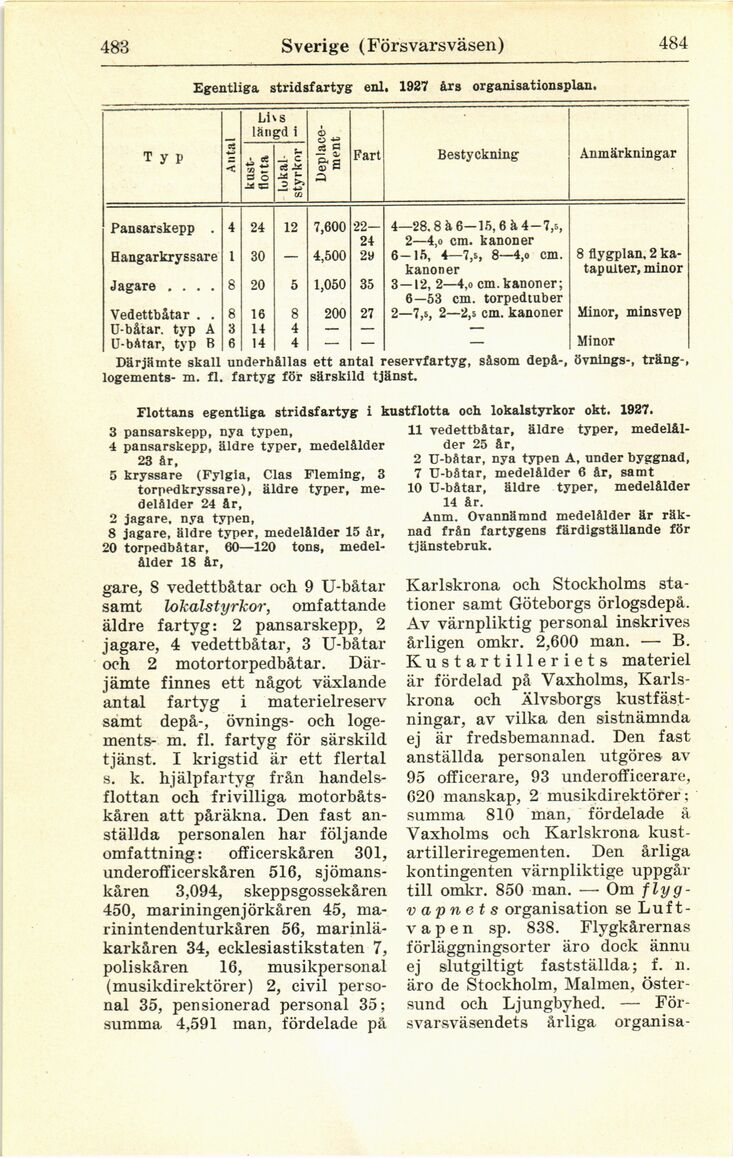 483 Sverige (Försvarsväsen) 484
Egentliga stridsfartyg enl. 1927 års organisationsplan.
Typ | Antal | Livslängd i kustflotta | Livslängd i lokalstyrkor | Deplacement | Fart | Bestyckning | Anmärkningar
Pansarskepp . | 4 | 24 | 12 | 7,600 | 22—24 | 4—28. 8 à 6—15, 6 à 4—7,5, 2—4,0 cm. kanoner
Hangarkryssare | 1 | 30 | — | 4,500 | 29 | 6-15, 4—7,5, 8—4,0 cm. kanoner | 8 flygplan, 2 katapulter, minor
Jagare . . . . | 8 | 20 | 5 | 1,050 | 35 | 3—12, 2—4,0 cm. kanoner; 6—53 cm. torpedtuber
Vedettbåtar . . | 8 | 16 | 8 | 200 | 27 | 2—7,5, 2—2,5 cm. kanoner | Minor, minsvep
U-båtar. typ A | 3 | 14 | 4 | — | — | —
U-båtar, typ B | 6 | 14 | 4 | — | — | — | Minor
Därjämte skall underhållas ett antal reservfartyg, såsom depå-, övnings-, träng-,
logements- m. fl. fartyg för särskild tjänst.
Flottans egentliga stridsfartyg i kustflotta och lokalstyrkor okt. 1927.
3 pansarskepp, nya typen,
4 pansarskepp, äldre typer, medelålder
23 år,
5 kryssare (Fylgia, Clas Fleming, 3
torpedkryssare), äldre typer, me-
delålder 24 år,
2 jagare, nya typen,
8 jagare, äldre typer, medelålder 15 år,
20 torpedbåtar, 60—120 tons, medel-
ålder 18 år,
11 vedettbåtar, äldre typer, medelål-
der 25 år,
2 U-båtar, nya typen A, under byggnad,
7 U-båtar, medelålder 6 år, samt
10 U-båtar, äldre typer, medelålder
14 år.
Anm. Ovannämnd medelålder är räk-
nad från fartygens färdigställande för
tjänstebruk.
gare, 8 vedettbåtar och 9 U-båtar
samt lokalstyrkor, omfattande
äldre fartyg: 2 pansarskepp, 2
jagare, 4 vedettbåtar, 3 U-båtar
och 2 motortorpedbåtar. Där-
jämte finnes ett något växlande
antal fartyg i materielreserv
samt depå-, övnings- och loge-
ments- m. fl. fartyg för särskild
tjänst. I krigstid är ett flertal
s. k. hjälpfartyg från handels-
flottan och frivilliga motorbåts-
kåren att påräkna. Den fast an-
ställda personalen har följande
omfattning: officerskåren 301,
underofficerskåren 516, sjömans-
kåren 3,094, skeppsgossekåren
450, mariningenjörkåren 45, ma-
rinintendenturkåren 56, marinlä-
karkåren 34, ecklesiastikstaten 7,
poliskåren 16, musikpersonal
(musikdirektörer) 2, civil perso-
nal 35, pensionerad personal 35;
summa 4,591 man, fördelade på
Karlskrona och Stockholms sta-
tioner samt Göteborgs örlogsdepå.
Av värnpliktig personal inskrives
årligen omkr. 2,600 man. — B.
Kustartilleriets materiel
är fördelad på Vaxholms, Karls-
krona och Älvsborgs kustfäst-
ningar, av vilka den sistnämnda
ej är fredsbemannad. Den fast
anställda personalen utgöres av
95 officerare, 93 underofficerare,
620 manskap, 2 musikdirektörer;
summa 810 man, fördelade å
Vaxholms och Karlskrona kust-
artilleriregementen. Den årliga
kontingenten värnpliktige uppgår
till omkr. 850 man. — Om flyg-
vapnets organisation se Luft-
vapen sp. 838. Flygkårernas
förläggningsorter äro dock ännu
ej slutgiltigt fastställda; f. n.
äro de Stockholm, Malmen, Öster-
sund och Ljungbyhed. — För-
svarsväsendets årliga organisa-